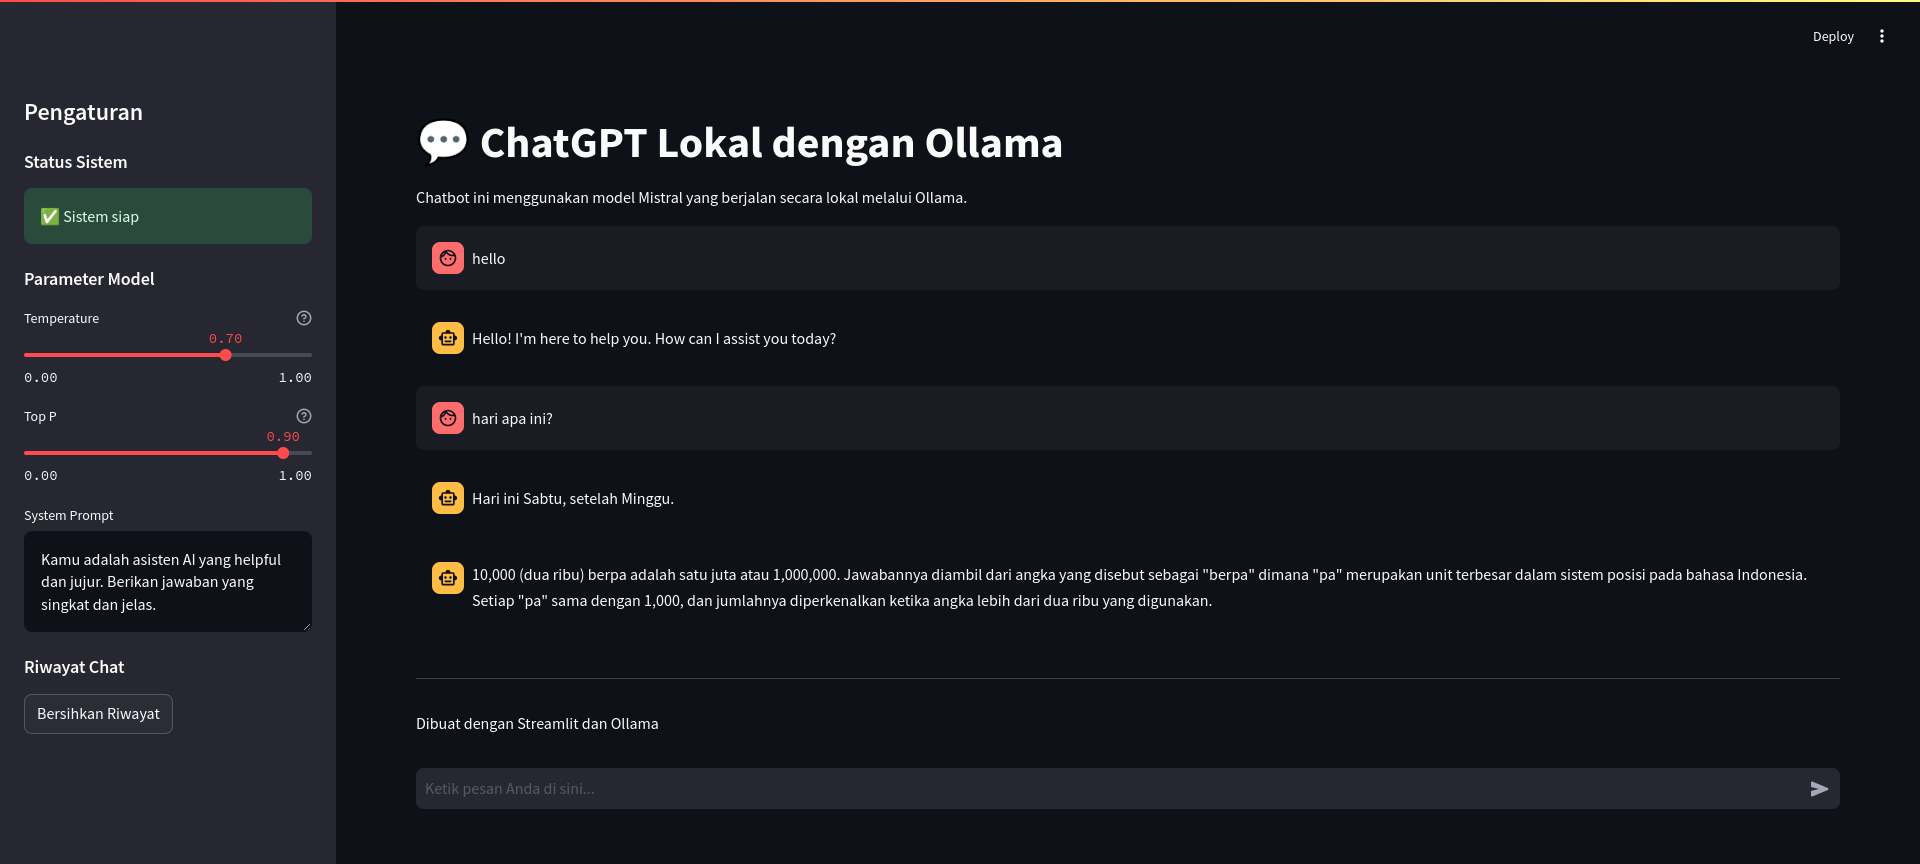 Deploy
Pengaturan
Status Sistem
✅ Sistem siap
Parameter Model
Temperature
0.70
0.00 1.00
Top P
0.90
0.00 1.00
System Prompt
Kamu adalah asisten AI yang helpful
dan jujur. Berikan jawaban yang
singkat dan jelas.
Riwayat Chat
Bersihkan Riwayat
💬 ChatGPT Lokal dengan Ollama
Chatbot ini menggunakan model Mistral yang berjalan secara lokal melalui Ollama.
hello
Hello! I'm here to help you. How can I assist you today?
hari apa ini?
Hari ini Sabtu, setelah Minggu.
10,000 (dua ribu) berpa adalah satu juta atau 1,000,000. Jawabannya diambil dari angka yang disebut sebagai "berpa" dimana "pa" merupakan unit terbesar dalam sistem posisi pada bahasa Indonesia.
Setiap "pa" sama dengan 1,000, dan jumlahnya diperkenalkan ketika angka lebih dari dua ribu yang digunakan.
Dibuat dengan Streamlit dan Ollama
Ketik pesan Anda di sini...